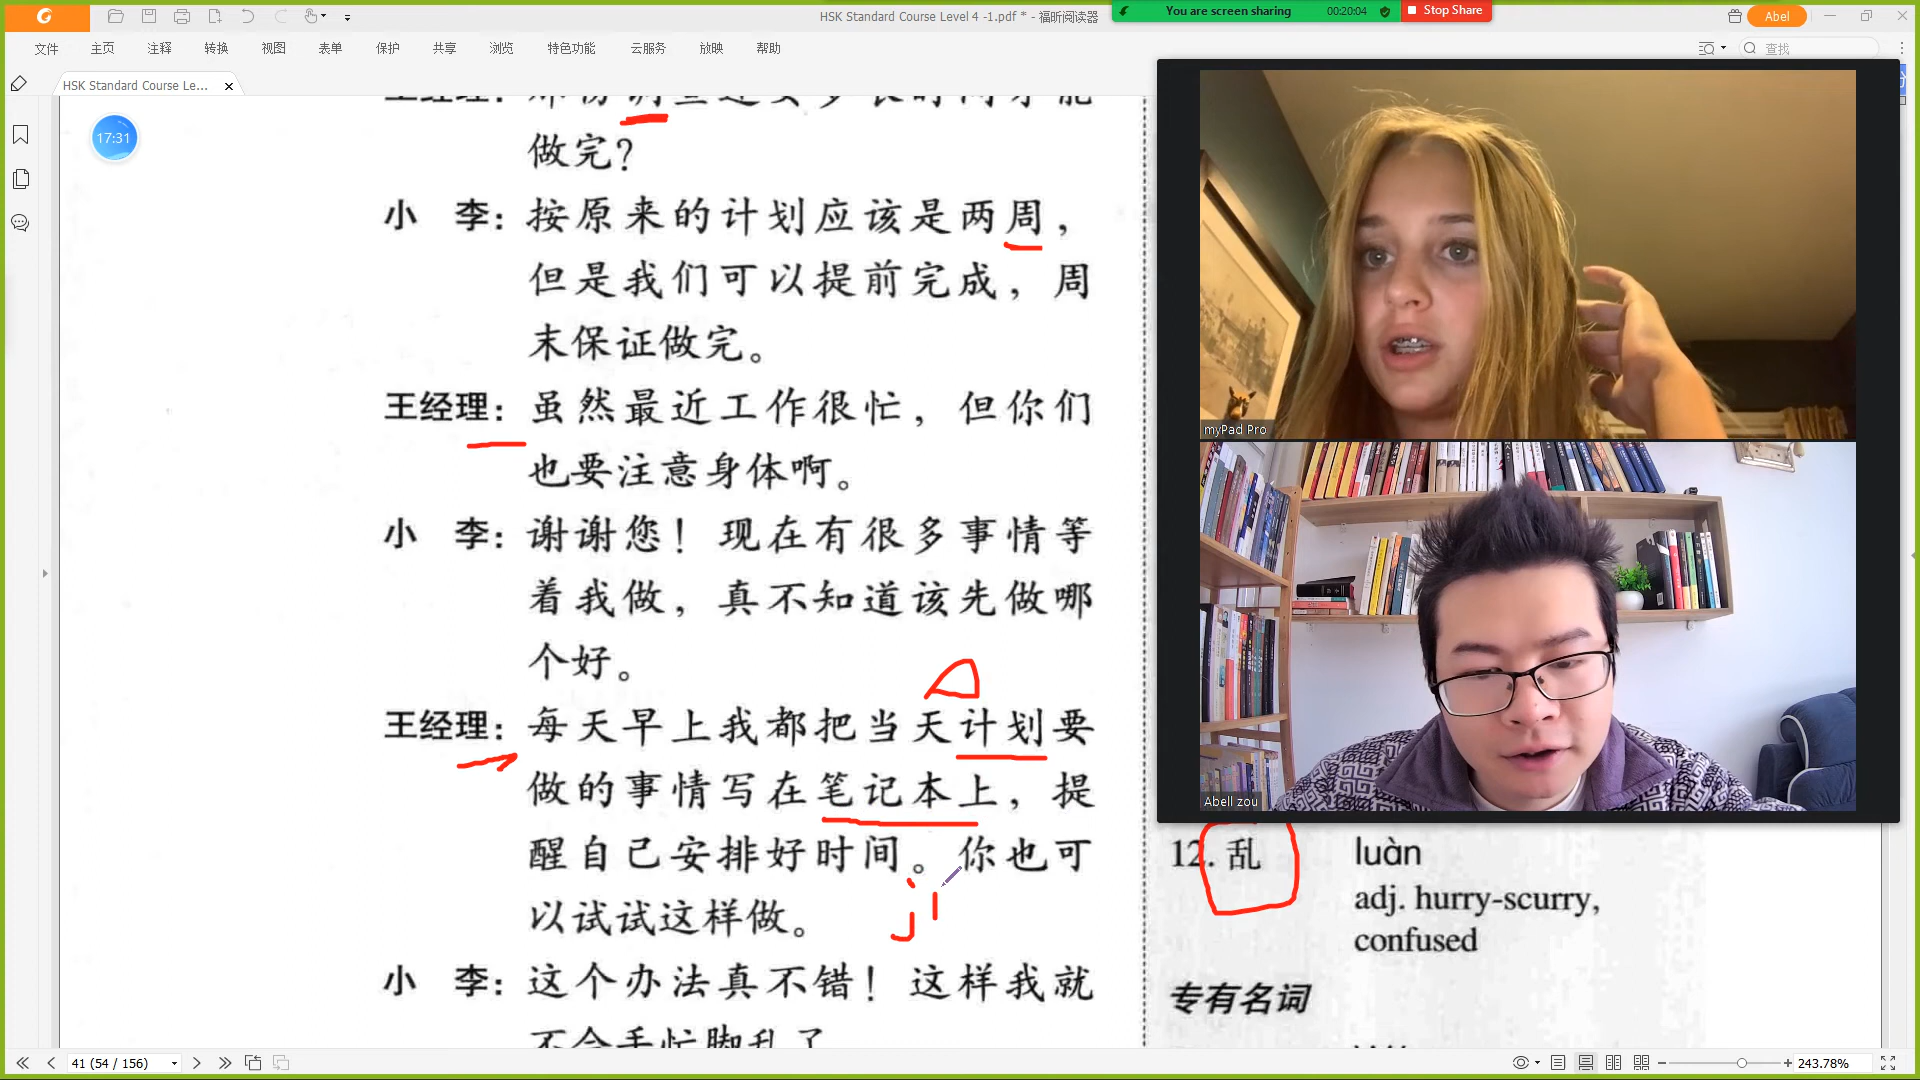 HSK Standard Course Level 4 -1.pdf * - 福昕阅读器
You are screen sharing 00:20:04 Stop Share
Abel
文件 主页 注释 转换 视图 表单 保护 共享 浏览 特色功能 云服务 放映 帮助
查找
HSK Standard Course Le...
17:31
做完？
小 李：按原来的计划应该是两周，
但是我们可以提前完成，周
末保证做完。
王经理：虽然最近工作很忙，但你们
也要注意身体啊。
小 李：谢谢您！现在有很多事情等
着我做，真不知道该先做哪
个好。
王经理：每天早上我都把当天计划要
做的事情写在笔记本上，提
醒自己安排好时间。你也可
以试试这样做。
ji
小 李：这个办法真不错！这样我就
不会手忙脚乱了
myPad Pro
Abell zou
12. 乱 luàn
adj. hurry-scurry,
confused
专有名词
41 (54 / 156)
243.78%